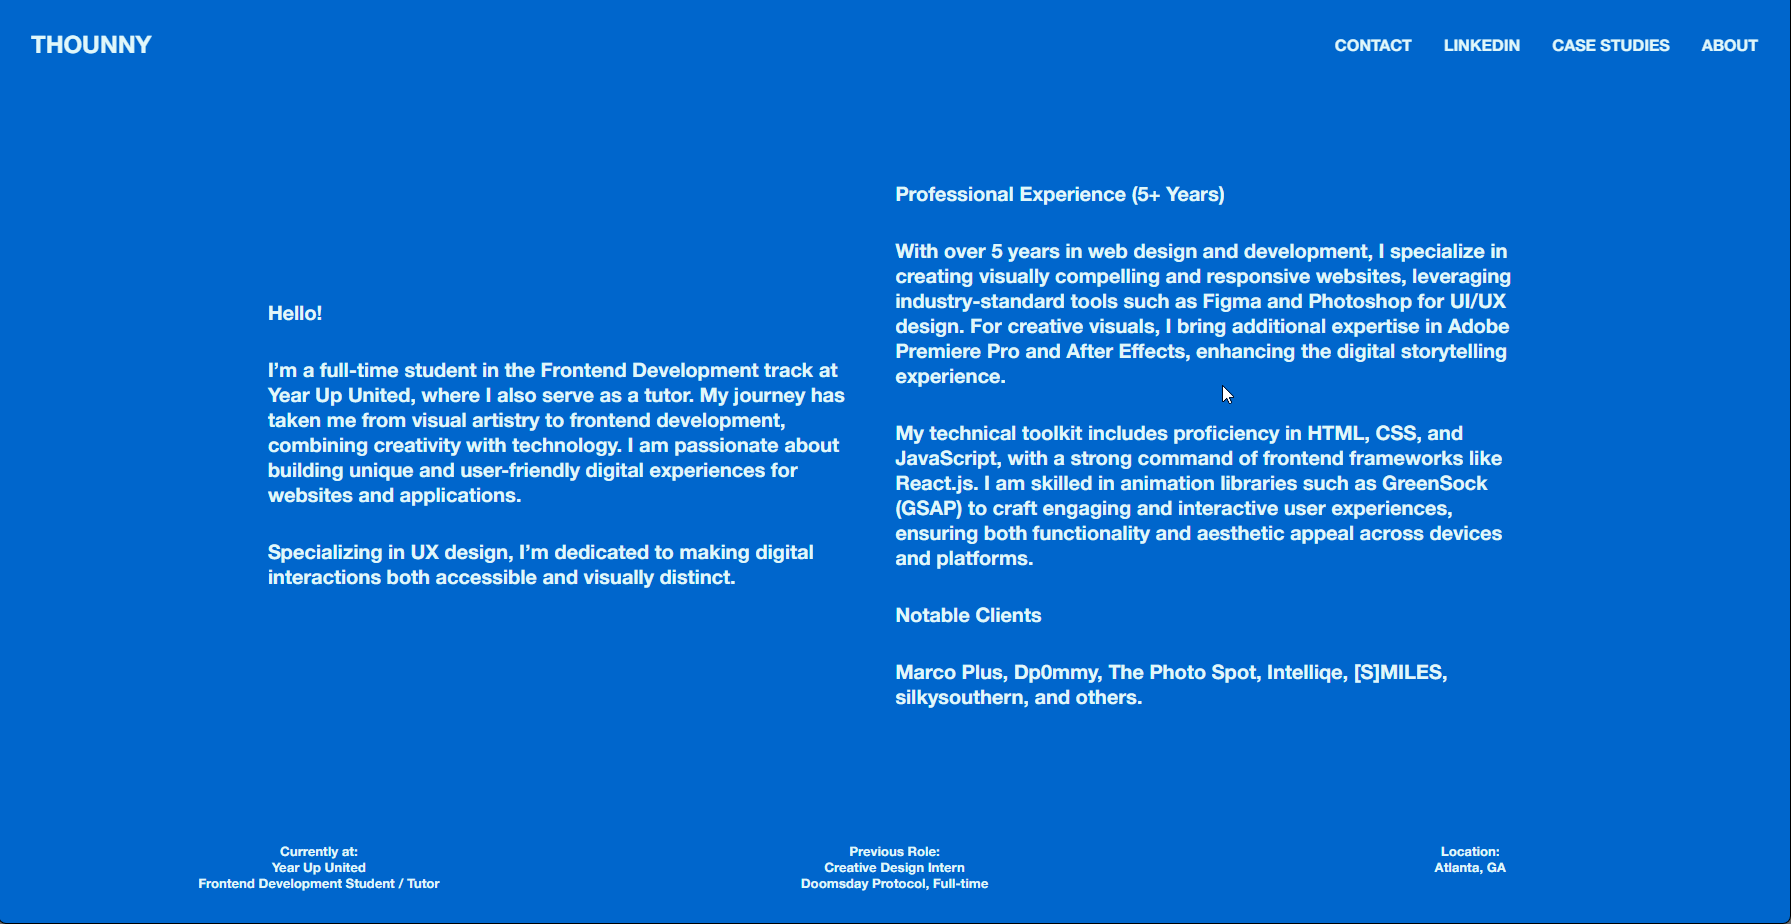 THOUNNY
CONTACT
LINKEDIN
CASE STUDIES
ABOUT
Hello!
I’m a full-time student in the Frontend Development track at
Year Up United, where I also serve as a tutor. My journey has
taken me from visual artistry to frontend development,
combining creativity with technology. I am passionate about
building unique and user-friendly digital experiences for
websites and applications.
Specializing in UX design, I’m dedicated to making digital
interactions both accessible and visually distinct.
Professional Experience (5+ Years)
With over 5 years in web design and development, I specialize in
creating visually compelling and responsive websites, leveraging
industry-standard tools such as Figma and Photoshop for UI/UX
design. For creative visuals, I bring additional expertise in Adobe
Premiere Pro and After Effects, enhancing the digital storytelling
experience.
My technical toolkit includes proficiency in HTML, CSS, and
JavaScript, with a strong command of frontend frameworks like
React.js. I am skilled in animation libraries such as GreenSock
(GSAP) to craft engaging and interactive user experiences,
ensuring both functionality and aesthetic appeal across devices
and platforms.
Notable Clients
Marco Plus, Dp0mmy, The Photo Spot, Intelliqe, [S]MILES,
silkysouthern, and others.
Currently at:
Year Up United
Frontend Development Student / Tutor
Previous Role:
Creative Design Intern
Doomsday Protocol, Full-time
Location:
Atlanta, GA